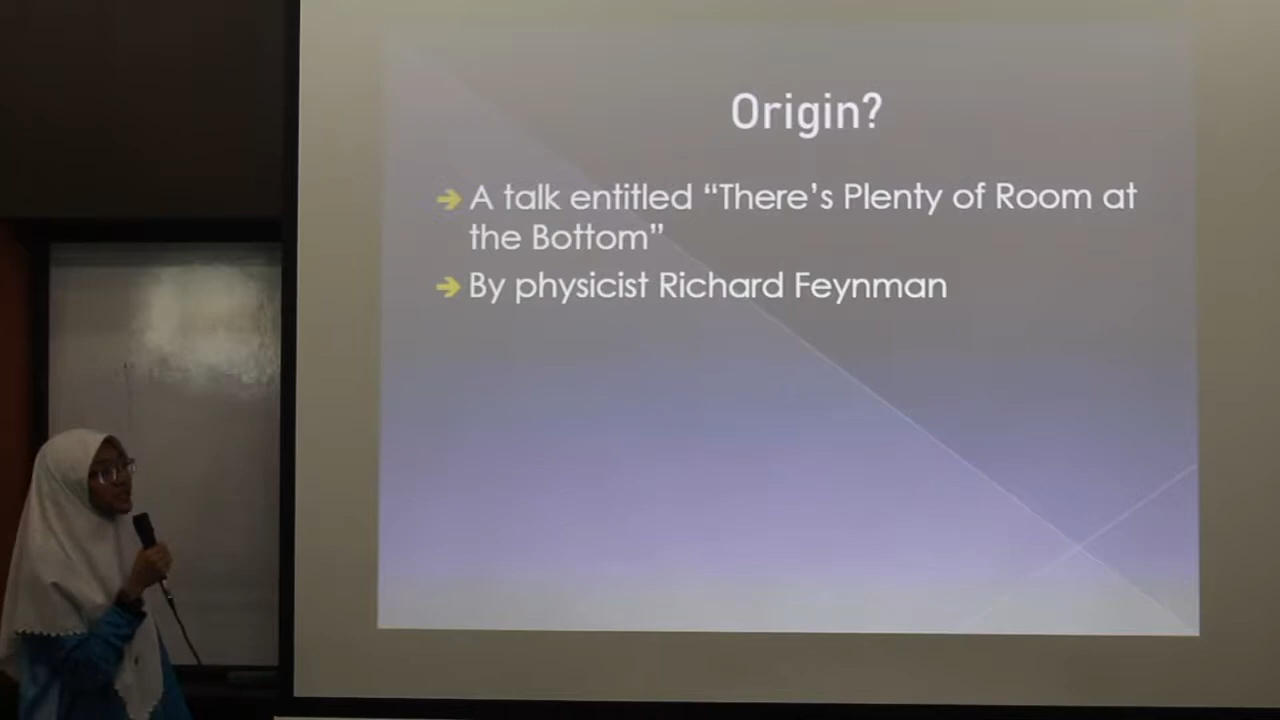 Origin?
→ A talk entitled “There’s Plenty of Room at
the Bottom”
→ By physicist Richard Feynman